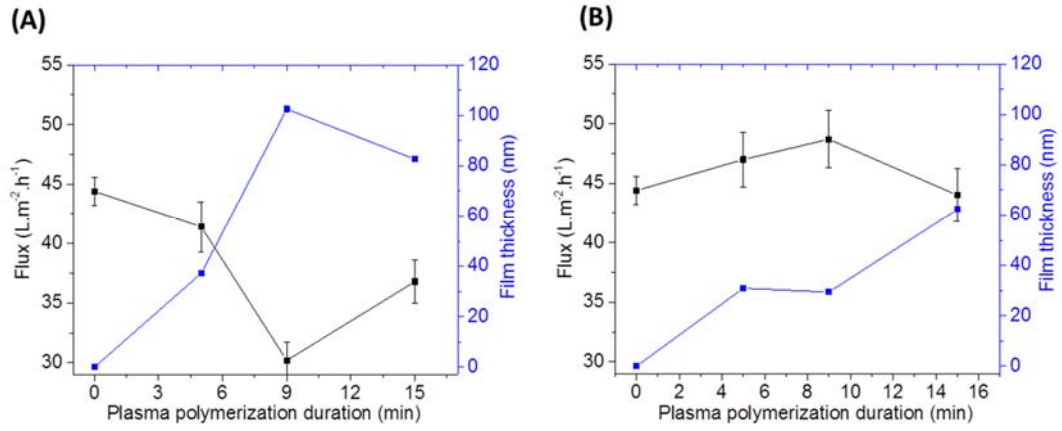 (A)
55
50
45
40
35
30
Flux (L.m⁻².h⁻¹)
120
100
80
60
40
20
0
Film thickness (nm)
0 3 6 9 12 15
Plasma polymerization duration (min)
(B)
55
50
45
40
35
30
Flux (L.m⁻².h⁻¹)
120
100
80
60
40
20
0
Film thickness (nm)
0 2 4 6 8 10 12 14 16
Plasma polymerization duration (min)